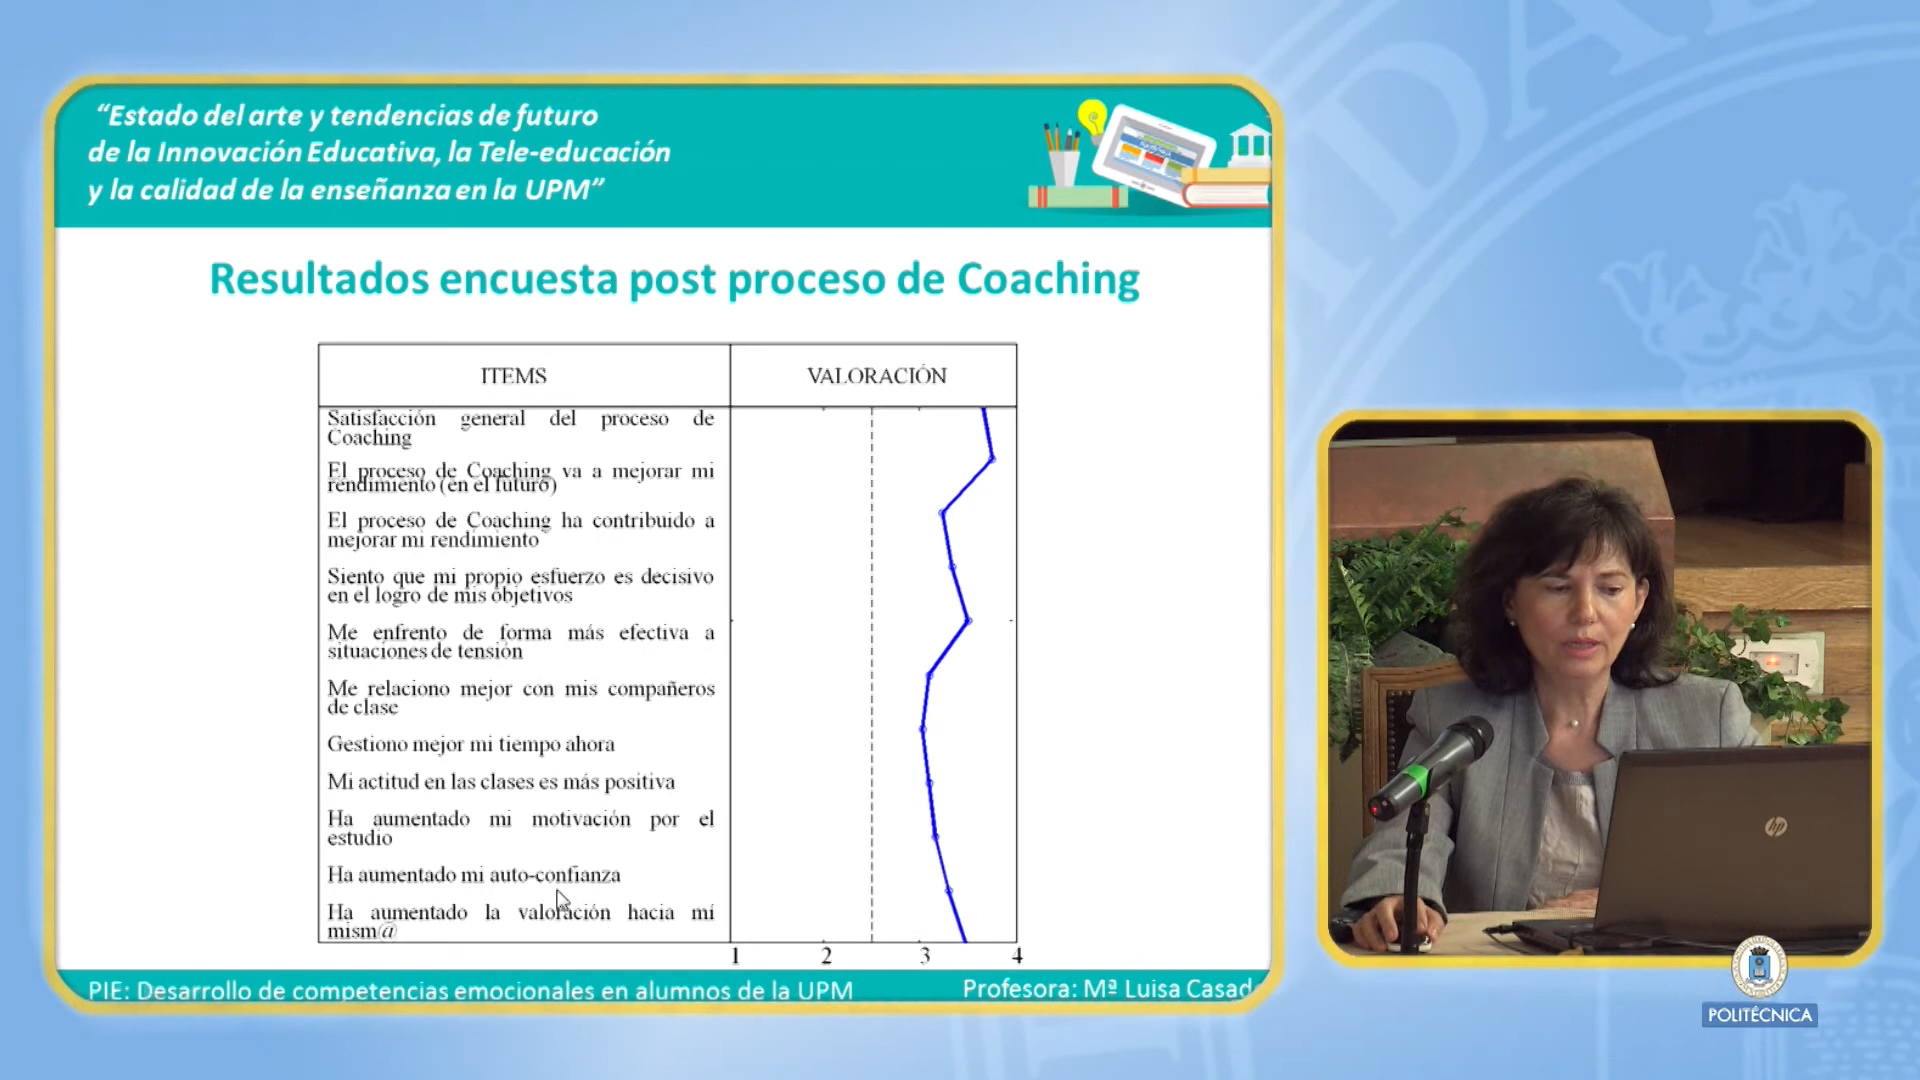 “Estado del arte y tendencias de futuro
de la Innovación Educativa, la Tele-educación
y la calidad de la enseñanza en la UPM”
Resultados encuesta post proceso de Coaching
ITEMS
VALORACIÓN
Satisfacción general del proceso de
Coaching
El proceso de Coaching va a mejorar mi
rendimiento (en el futuro)
El proceso de Coaching ha contribuido a
mejorar mi rendimiento
Siento que mi propio esfuerzo es decisivo
en el logro de mis objetivos
Me enfrento de forma más efectiva a
situaciones de tensión
Me relaciono mejor con mis compañeros
de clase
Gestiono mejor mi tiempo ahora
Mi actitud en las clases es más positiva
Ha aumentado mi motivación por el
estudio
Ha aumentado mi auto-confianza
Ha aumentado la valoración hacia mí
mism@
1 2 3 4
PIE: Desarrollo de competencias emocionales en alumnos de la UPM
Profesora: Mª Luisa Casad
hp
POLITÉCNICA